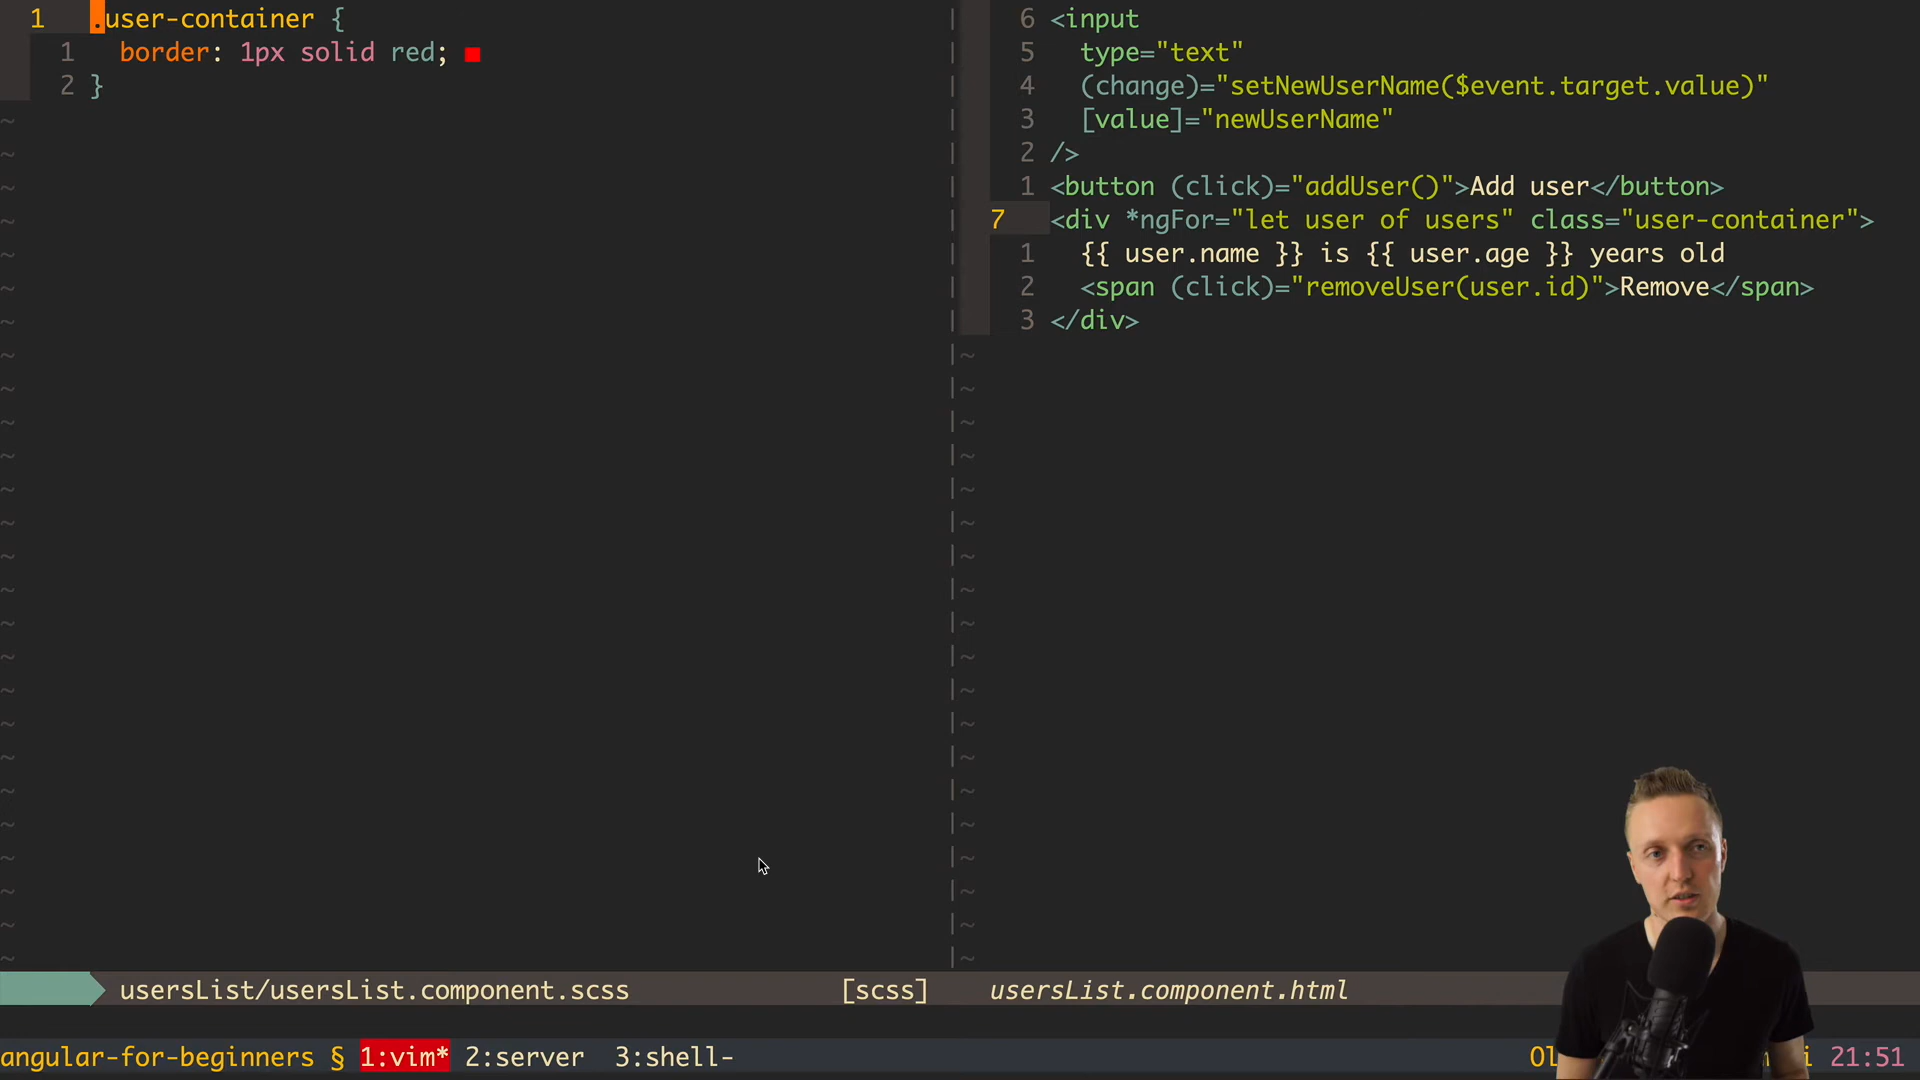 1 .user-container {
1 border: 1px solid red;
2 }
6 <input
5 type="text"
4 (change)="setNewUserName($event.target.value)"
3 [value]="newUserName"
2 />
1 <button (click)="addUser()">Add user</button>
7 <div *ngFor="let user of users" class="user-container">
1 {{ user.name }} is {{ user.age }} years old
2 <span (click)="removeUser(user.id)">Remove</span>
3 </div>
usersList/usersList.component.scss [scss]
usersList.component.html
angular-for-beginners § 1:vim* 2:server 3:shell- 21:51